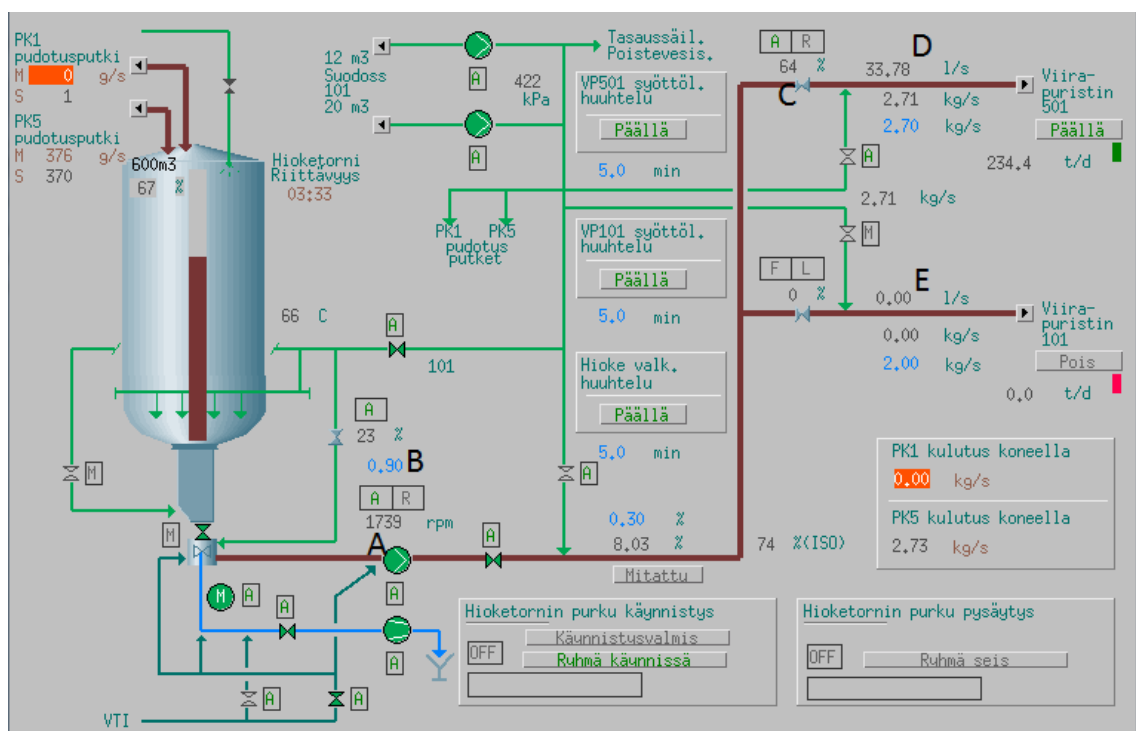 PK1
pudotusputki
M 0 g/s
S 1
PK5
pudotusputki
M 376 g/s
S 370
600m3
67 %
Hioketorni
Riittävyys
03:33
12 m3
Suodoss
101
20 m3
A
422
kPa
A
Tasaussäil.
Poistevesis.
VP501 syöttöl.
huuhtelu
Päällä
5.0 min
PK1 PK5
pudotus
putket
VP101 syöttöl.
huuhtelu
Päällä
5.0 min
Hioke valk.
huuhtelu
Päällä
5.0 min
A R
64 %
C
D
33.78 l/s
2.71 kg/s
2.70 kg/s
Viira-
puristin
501
Päällä
234.4 t/d
A
2.71 kg/s
M
F L
0 %
E
0.00 l/s
0.00 kg/s
2.00 kg/s
Viira-
puristin
101
Pois
0.0 t/d
66 C
A
101
A
23 %
0.90 B
A R
1739 rpm
A
A
A
M
M
A
0.30 %
8.03 %
Mitattu
74 %(ISO)
PK1 kulutus koneella
0.00 kg/s
PK5 kulutus koneella
2.73 kg/s
M A
A
A
A
A
VTI
Hioketornin purku käynnistys
Käynnistysvalmis
OFF
Ruhmä käynnissä
Hioketornin purku pysäytys
OFF
Ruhmä seis